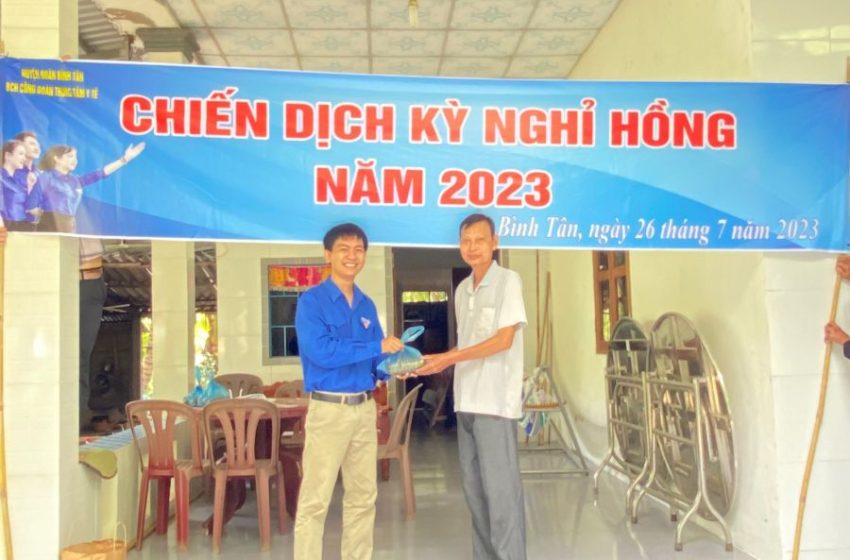 HUYỆN ĐOÀN BÌNH TÂN
BCH CÔNG ĐOÀN TRUNG TÂM Y TẾ
CHIẾN DỊCH KỲ NGHỈ HỒNG
NĂM 2023
Bình Tân, ngày 26 tháng 7 năm 2023